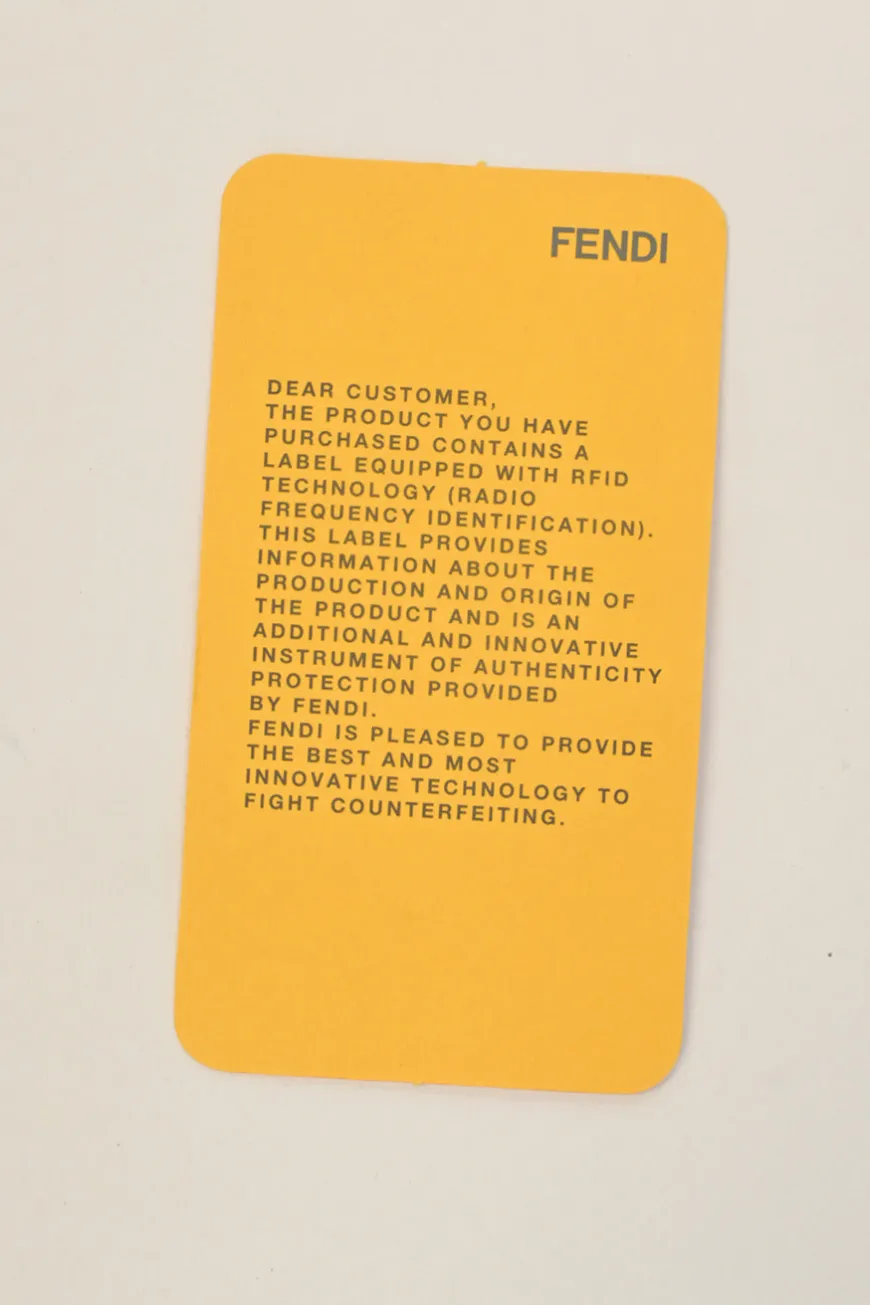 FENDI
DEAR CUSTOMER,
THE PRODUCT YOU HAVE
PURCHASED CONTAINS A
LABEL EQUIPPED WITH RFID
TECHNOLOGY (RADIO
FREQUENCY IDENTIFICATION).
THIS LABEL PROVIDES
INFORMATION ABOUT THE
PRODUCTION AND ORIGIN OF
THE PRODUCT AND IS AN
ADDITIONAL AND INNOVATIVE
INSTRUMENT OF AUTHENTICITY
PROTECTION PROVIDED
BY FENDI.
FENDI IS PLEASED TO PROVIDE
THE BEST AND MOST
INNOVATIVE TECHNOLOGY TO
FIGHT COUNTERFEITING.